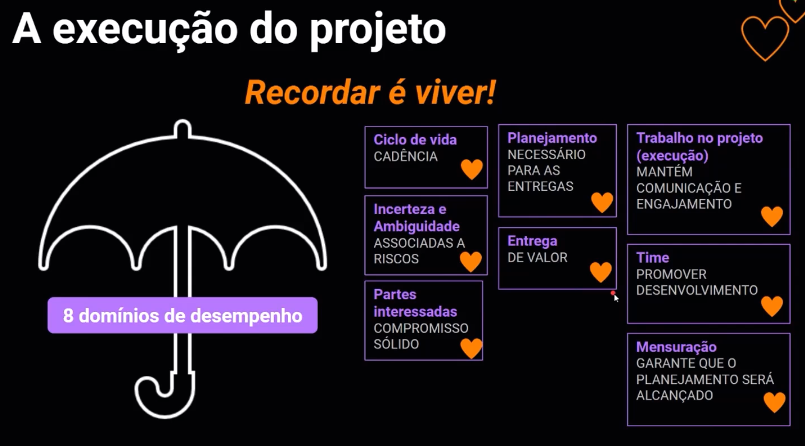 A execução do projeto
Recordar é viver!
8 domínios de desempenho
Ciclo de vida
CADÊNCIA
Incerteza e
Ambiguidade
ASSOCIADAS A
RISCOS
Partes
interessadas
COMPROMISSO
SÓLIDO
Planejamento
NECESSÁRIO
PARA AS
ENTREGAS
Entrega
DE VALOR
Trabalho no projeto
(execução)
MANTÉM
COMUNICAÇÃO E
ENGAJAMENTO
Time
PROMOVER
DESENVOLVIMENTO
Mensuração
GARANTE QUE O
PLANEJAMENTO SERÁ
ALCANÇADO